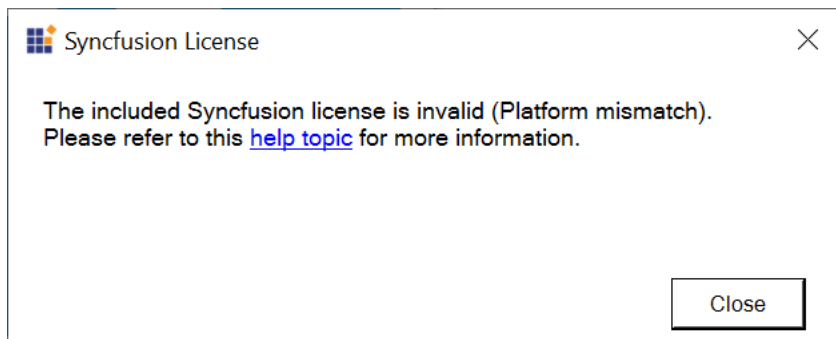 Syncfusion License
The included Syncfusion license is invalid (Platform mismatch).
Please refer to this help topic for more information.
Close